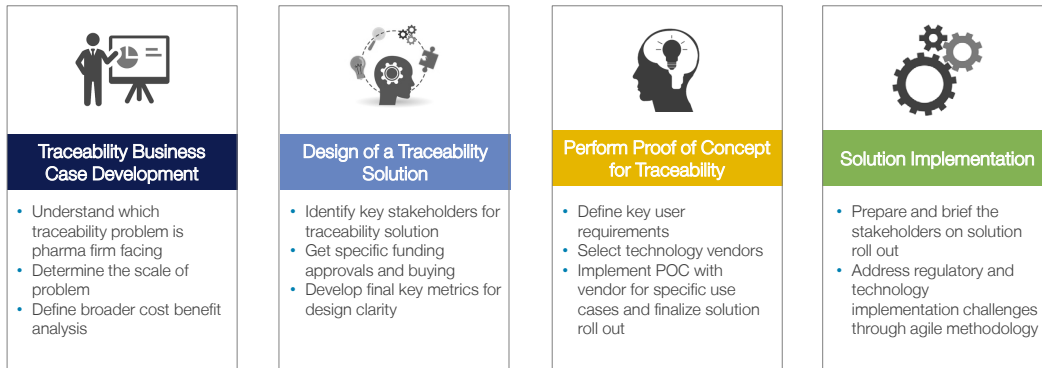 Traceability Business
Case Development
• Understand which
traceability problem is
pharma firm facing
• Determine the scale of
problem
• Define broader cost benefit
analysis
Design of a Traceability
Solution
• Identify key stakeholders for
traceability solution
• Get specific funding
approvals and buying
• Develop final key metrics for
design clarity
Perform Proof of Concept
for Traceability
• Define key user
requirements
• Select technology vendors
• Implement POC with
vendor for specific use
cases and finalize solution
roll out
Solution Implementation
• Prepare and brief the
stakeholders on solution
roll out
• Address regulatory and
technology
implementation challenges
through agile methodology